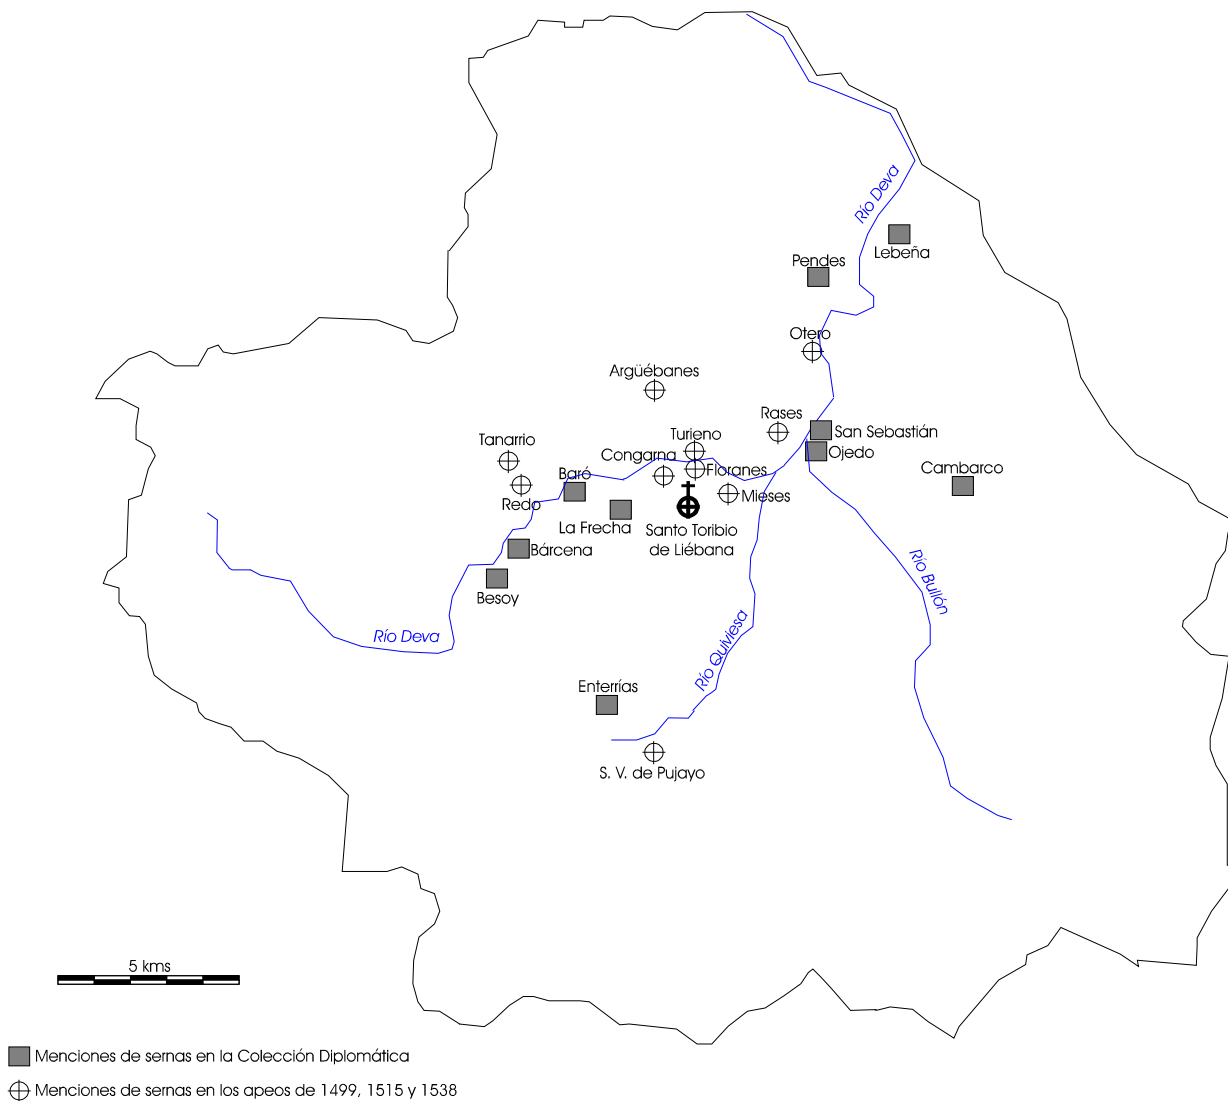 Río Deva
Lebeña
Pendes
Otero
Argüébanes
Rases
Turieno
San Sebastián
Tanarrio
Congarna
Ojedo
Floranes
Cambarco
Baró
Redo
Mieses
La Frecha
Santo Toribio
de Liébana
Bárcena
Besoy
Río Bullón
Río Deva
Río Quiviesa
Enterrías
S. V. de Pujayo
5 kms
Menciones de sernas en la Colección Diplomática
Menciones de sernas en los apeos de 1499, 1515 y 1538